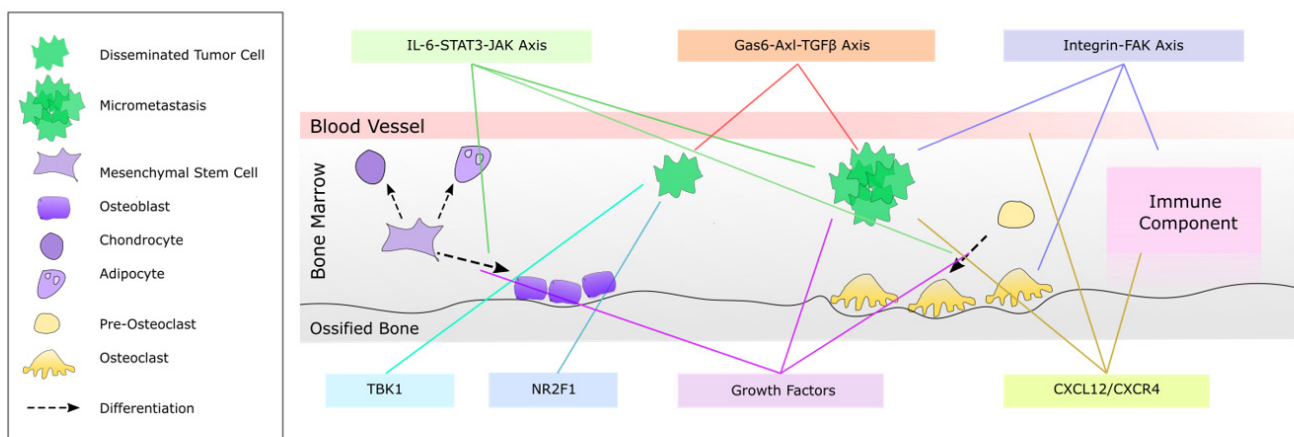 Disseminated Tumor Cell
Micrometastasis
Mesenchymal Stem Cell
Osteoblast
Chondrocyte
Adipocyte
Pre-Osteoclast
Osteoclast
Differentiation
IL-6-STAT3-JAK Axis
Gas6-Axl-TGFβ Axis
Integrin-FAK Axis
Blood Vessel
Bone Marrow
Immune
Component
Ossified Bone
TBK1
NR2F1
Growth Factors
CXCL12/CXCR4